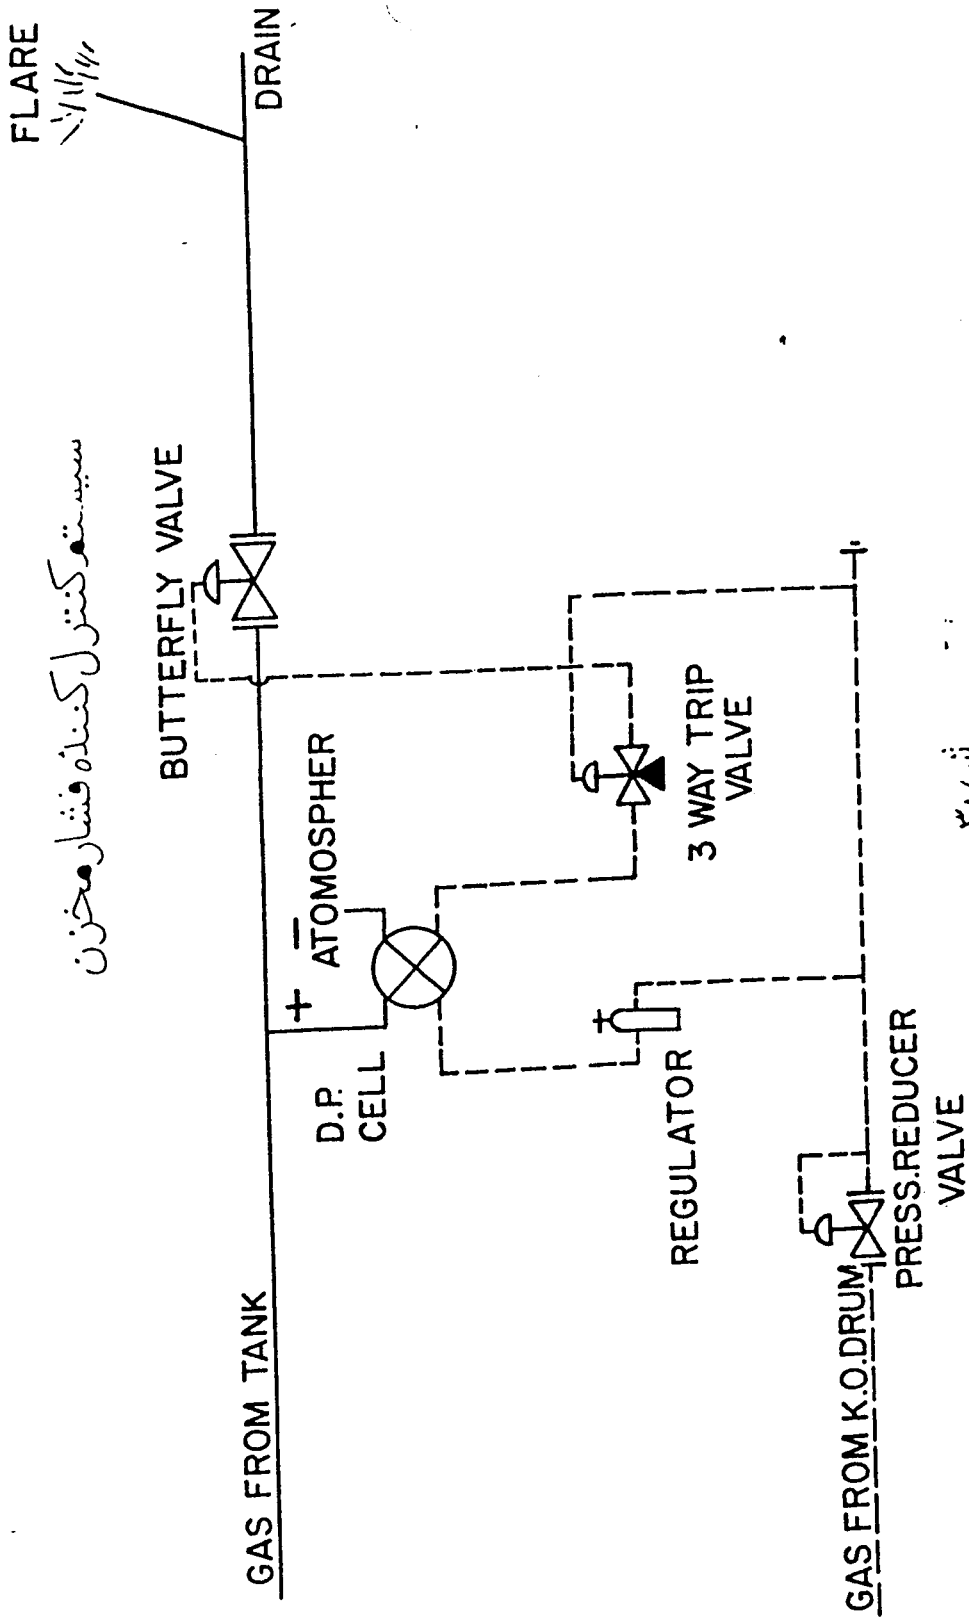 سیستم کنترل کننده فشار مخزن
FLARE
DRAIN
BUTTERFLY VALVE
ATOMOSPHER
+
−
D.P.
CELL
GAS FROM TANK
3 WAY TRIP
VALVE
REGULATOR
PRESS.REDUCER
VALVE
GAS FROM K.O.DRUM